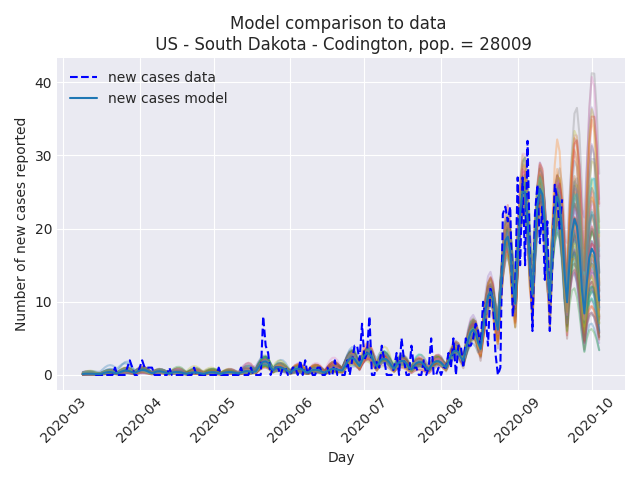 Model comparison to data
US - South Dakota - Codington, pop. = 28009
new cases data
new cases model
Number of new cases reported
40
30
20
10
0
2020-03
2020-04
2020-05
2020-06
2020-07
2020-08
2020-09
2020-10
Day